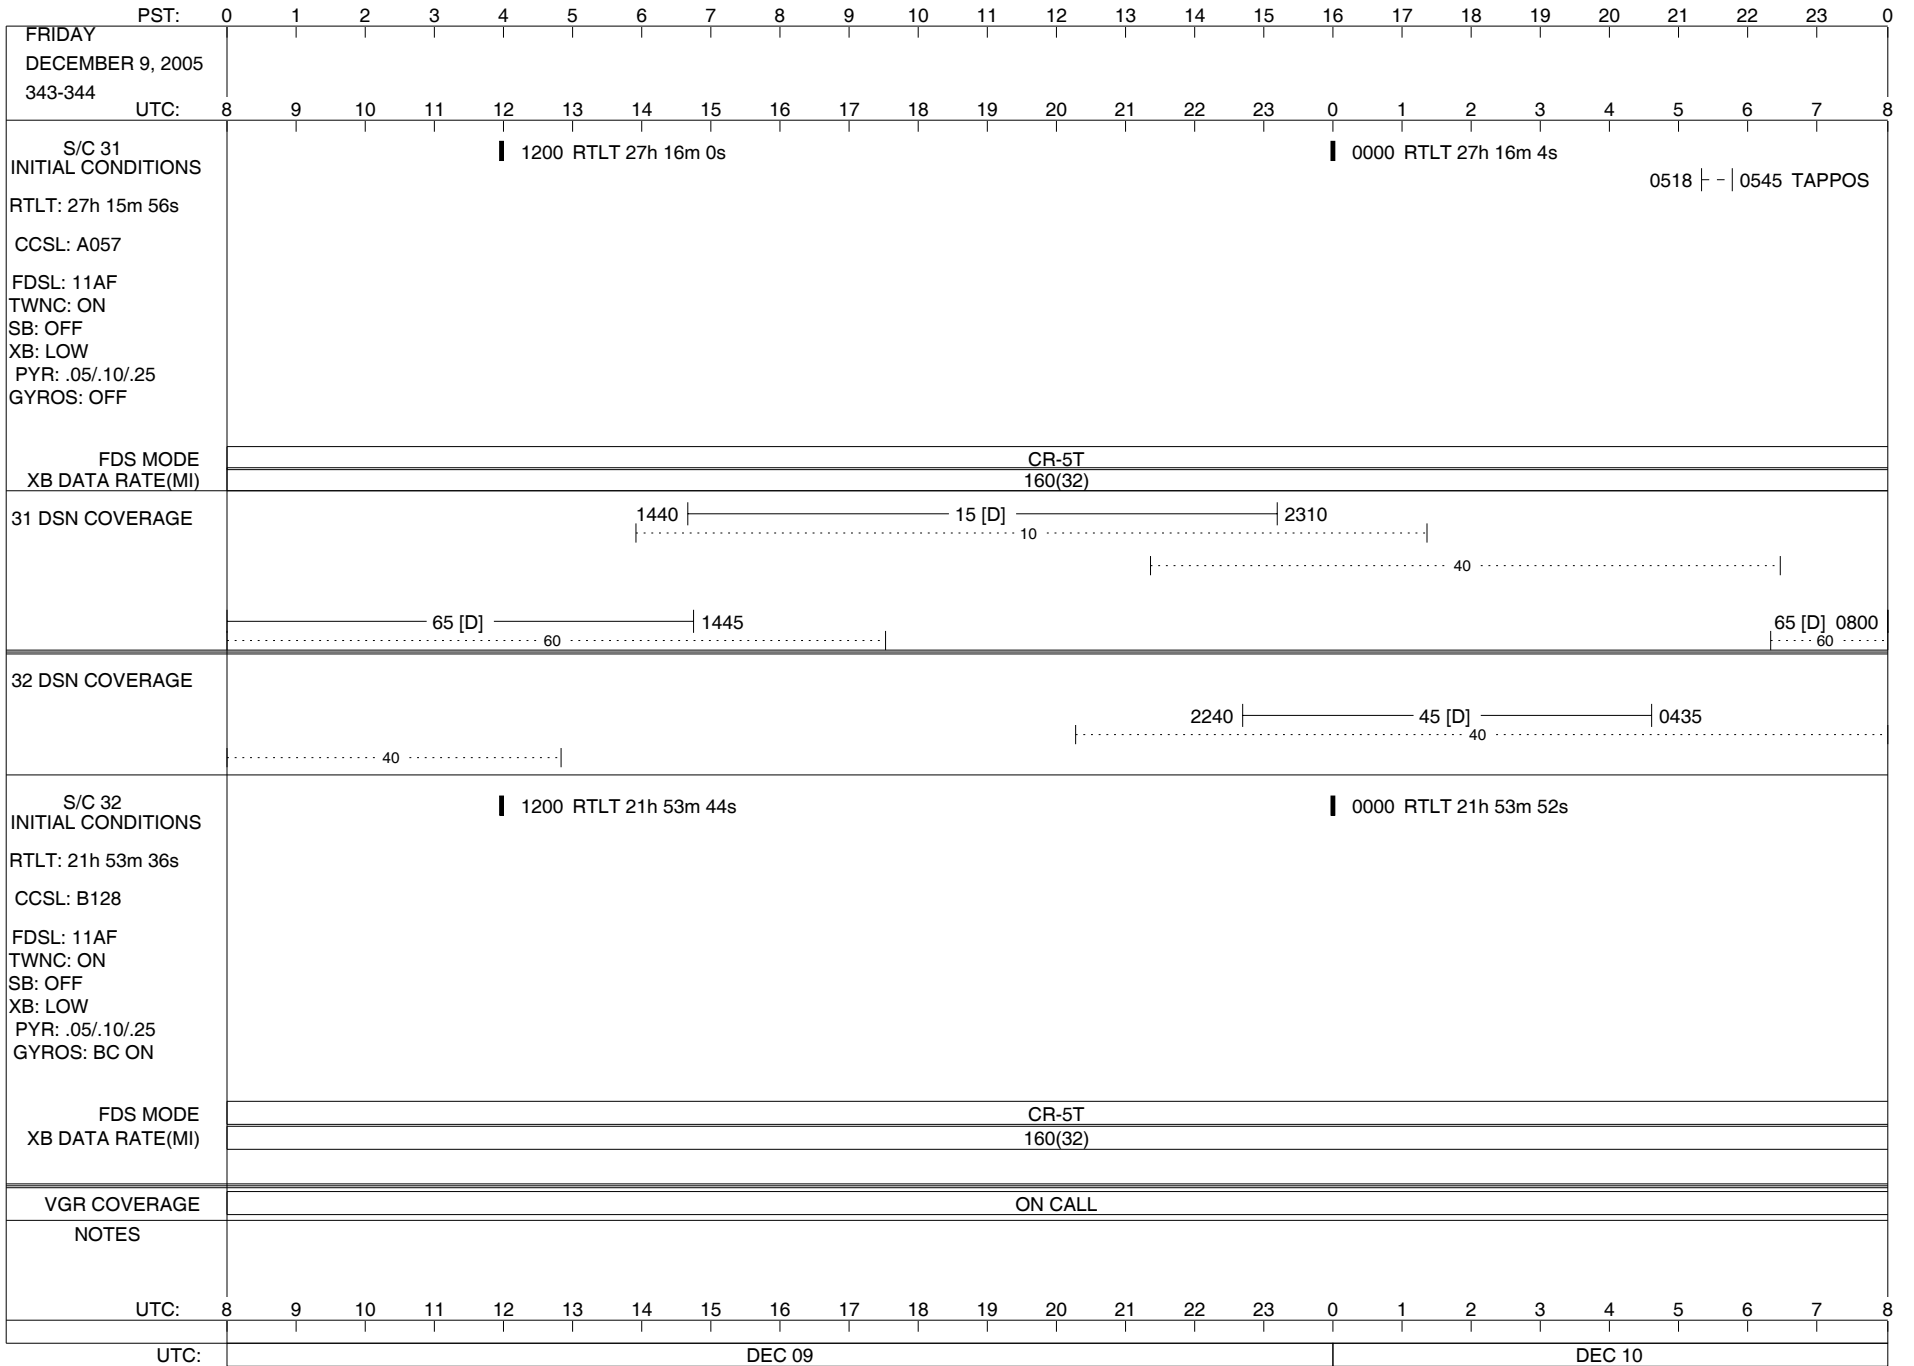 PST: 0 1 2 3 4 5 6 7 8 9 10 11 12 13 14 15 16 17 18 19 20 21 22 23 0
FRIDAY
DECEMBER 9, 2005
343-344
UTC: 8 9 10 11 12 13 14 15 16 17 18 19 20 21 22 23 0 1 2 3 4 5 6 7 8
S/C 31
INITIAL CONDITIONS
1200 RTLT 27h 16m 0s
0000 RTLT 27h 16m 4s
0518 0545 TAPPOS
RTLT: 27h 15m 56s
CCSL: A057
FDSL: 11AF
TWNC: ON
SB: OFF
XB: LOW
PYR: .05/.10/.25
GYROS: OFF
FDS MODE CR-5T
XB DATA RATE(MI) 160(32)
31 DSN COVERAGE
1440 15 [D] 2310
10
40
65 [D] 1445
65 [D] 0800
60
60
32 DSN COVERAGE
2240 45 [D] 0435
40
40
S/C 32
INITIAL CONDITIONS
1200 RTLT 21h 53m 44s
0000 RTLT 21h 53m 52s
RTLT: 21h 53m 36s
CCSL: B128
FDSL: 11AF
TWNC: ON
SB: OFF
XB: LOW
PYR: .05/.10/.25
GYROS: BC ON
FDS MODE CR-5T
XB DATA RATE(MI) 160(32)
VGR COVERAGE ON CALL
NOTES
UTC: 8 9 10 11 12 13 14 15 16 17 18 19 20 21 22 23 0 1 2 3 4 5 6 7 8
UTC: DEC 09 DEC 10